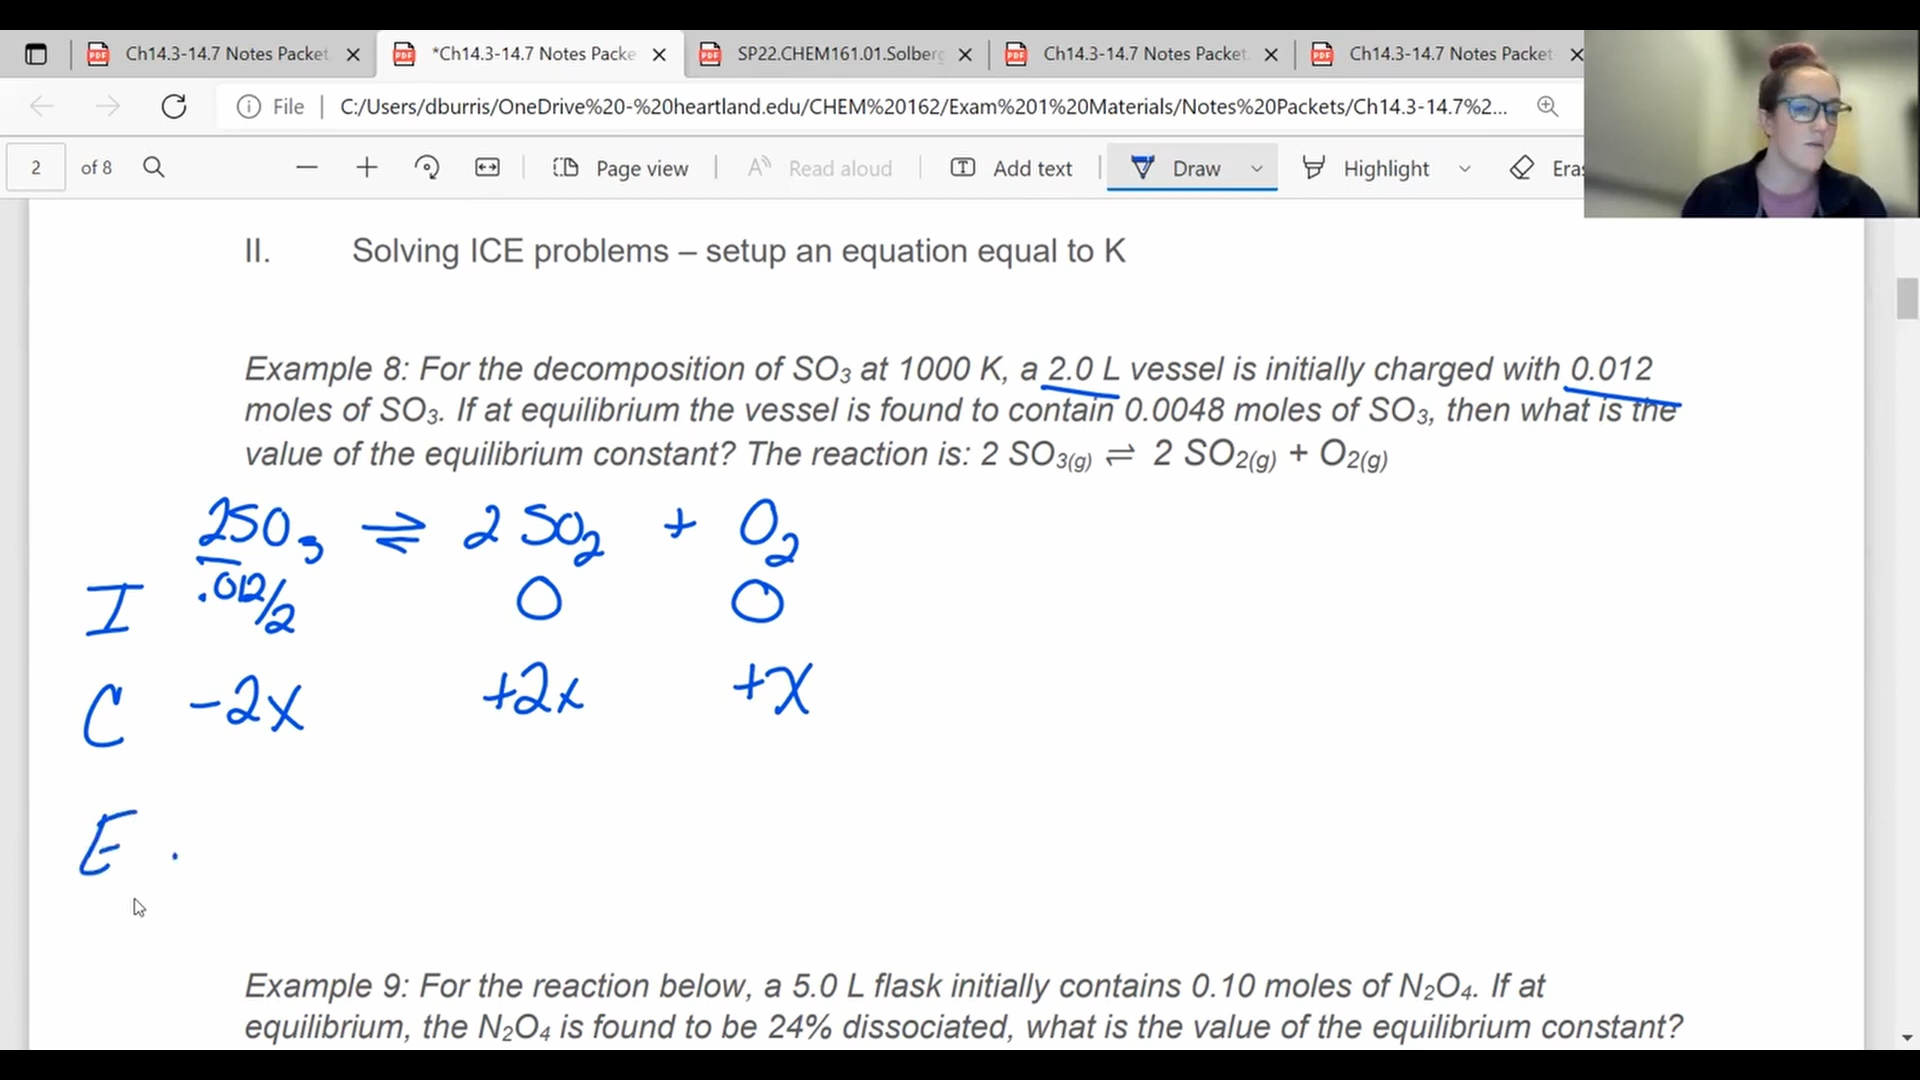 Ch14.3-14.7 Notes Packet *Ch14.3-14.7 Notes Packe SP22.CHEM161.01.Solberg Ch14.3-14.7 Notes Packet Ch14.3-14.7 Notes Packet
File C:/Users/dburris/OneDrive%20-%20heartland.edu/CHEM%20162/Exam%201%20Materials/Notes%20Packets/Ch14.3-14.7%2...
2 of 8 Page view Read aloud Add text Draw Highlight Eras
II. Solving ICE problems – setup an equation equal to K
Example 8: For the decomposition of SO₃ at 1000 K, a 2.0 L vessel is initially charged with 0.012
moles of SO₃. If at equilibrium the vessel is found to contain 0.0048 moles of SO₃, then what is the
value of the equilibrium constant? The reaction is: 2 SO₃(g) ⇌ 2 SO₂(g) + O₂(g)
2SO₃ ⇌ 2 SO₂ + O₂
I .012/2 0 0
C -2x +2x +x
E .
Example 9: For the reaction below, a 5.0 L flask initially contains 0.10 moles of N₂O₄. If at
equilibrium, the N₂O₄ is found to be 24% dissociated, what is the value of the equilibrium constant?